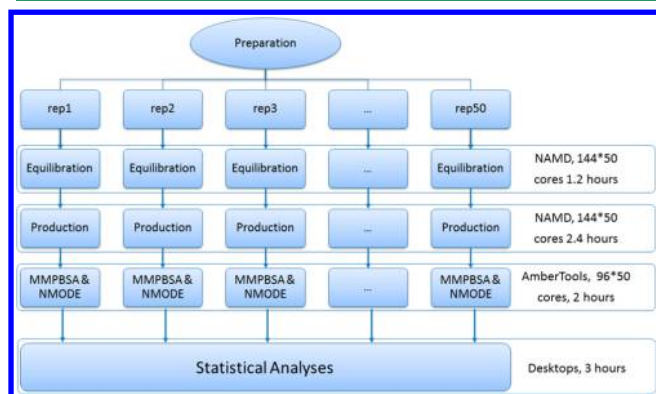 Preparation
rep1 rep2 rep3 ... rep50
Equilibration Equilibration Equilibration ... Equilibration
NAMD, 144*50
cores 1.2 hours
Production Production Production ... Production
NAMD, 144*50
cores 2.4 hours
MMPBSA & MMPBSA & MMPBSA & ... MMPBSA &
NMODE NMODE NMODE NMODE
AmberTools, 96*50
cores, 2 hours
Statistical Analyses
Desktops, 3 hours